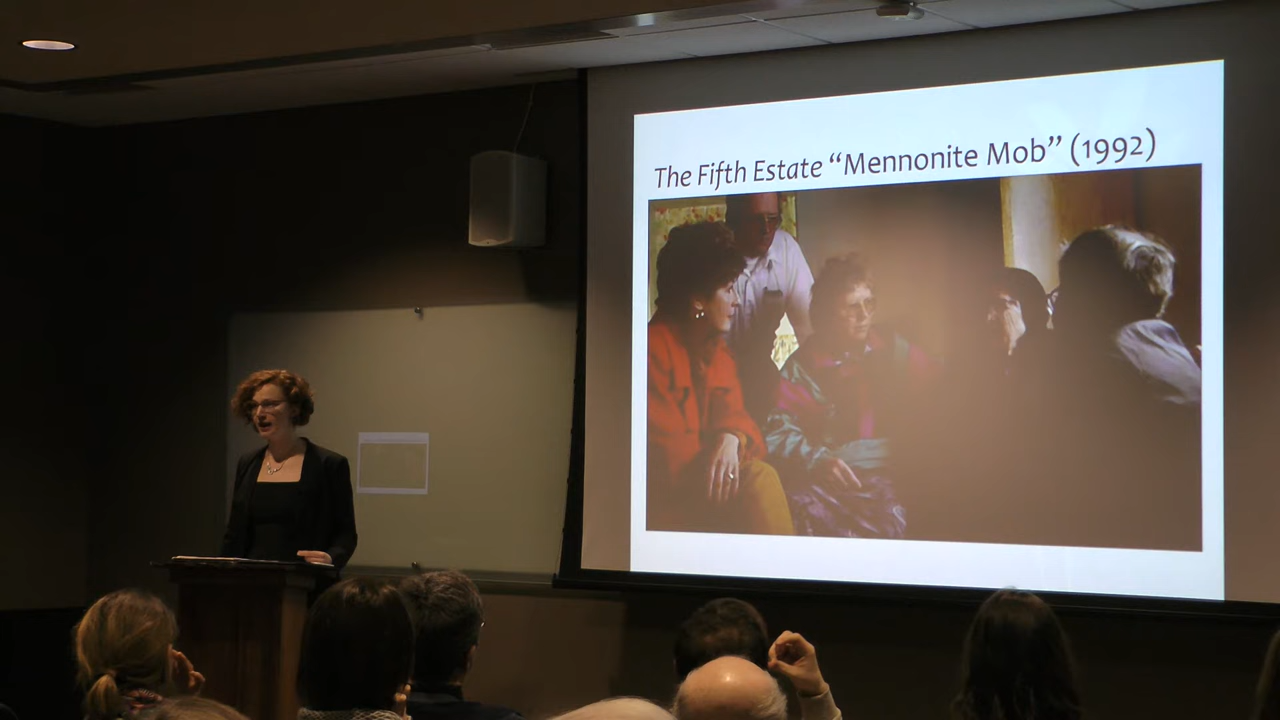 The Fifth Estate “Mennonite Mob” (1992)